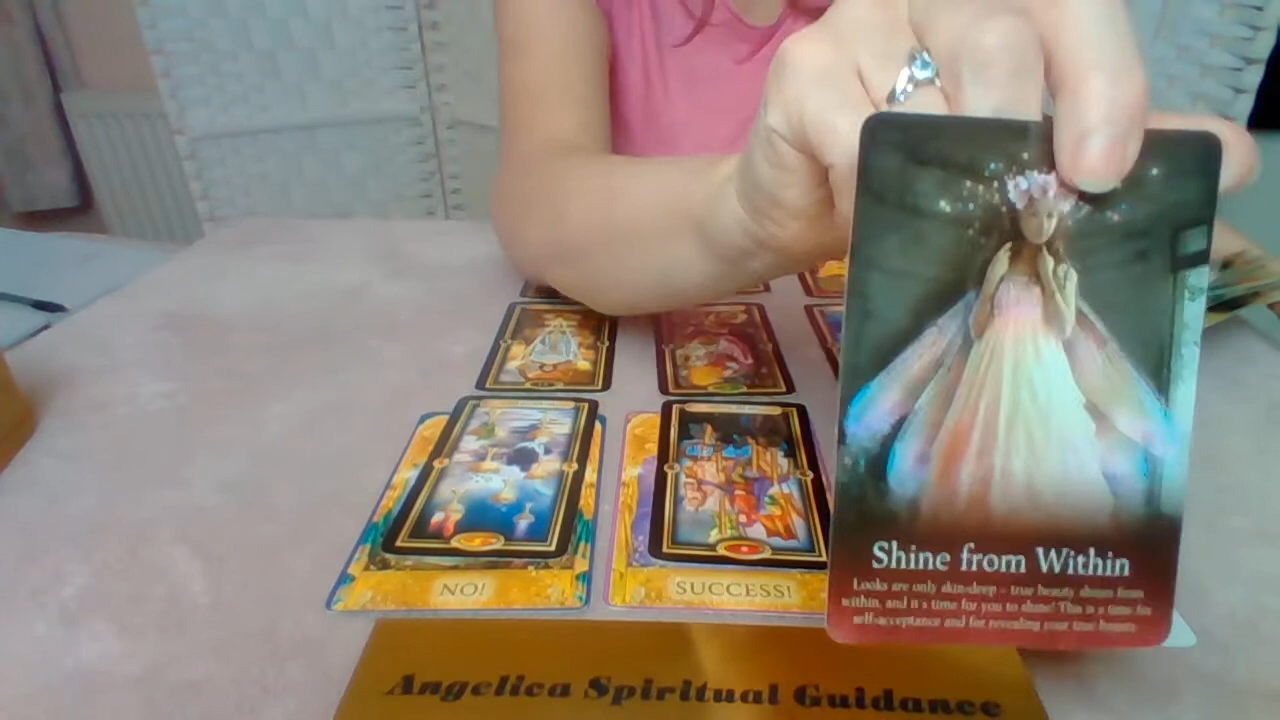 Shine from Within
Looks are only skin-deep – true beauty shines from
within, and it's time for you to shine! This is a time for
self-acceptance and for revealing your true beauty.
NO!
SUCCESS!
Angelica Spiritual Guidance